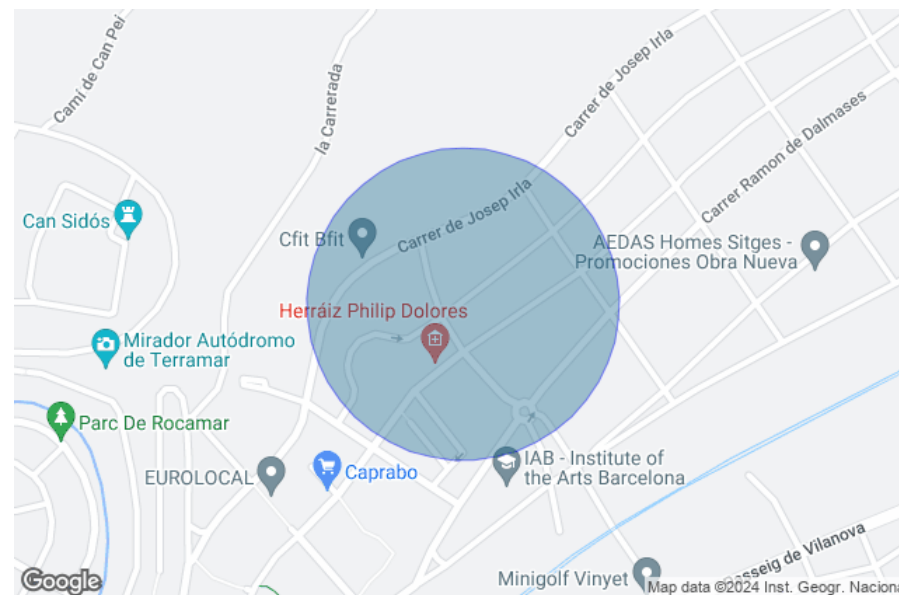 Camí de Can Pei
la Carrerada
Carrer de Josep Irla
Carrer Ramon de Dalmases
Can Sidós
Cfit Bfit
Carrer de Josep Irla
AEDAS Homes Sitges -
Promociones Obra Nueva
Herráiz Philip Dolores
Mirador Autódromo
de Terramar
Parc De Rocamar
EUROLOCAL
Caprabo
IAB - Institute of
the Arts Barcelona
Passeig de Vilanova
Minigolf Vinyet
Google
Map data ©2024 Inst. Geogr. Naciona